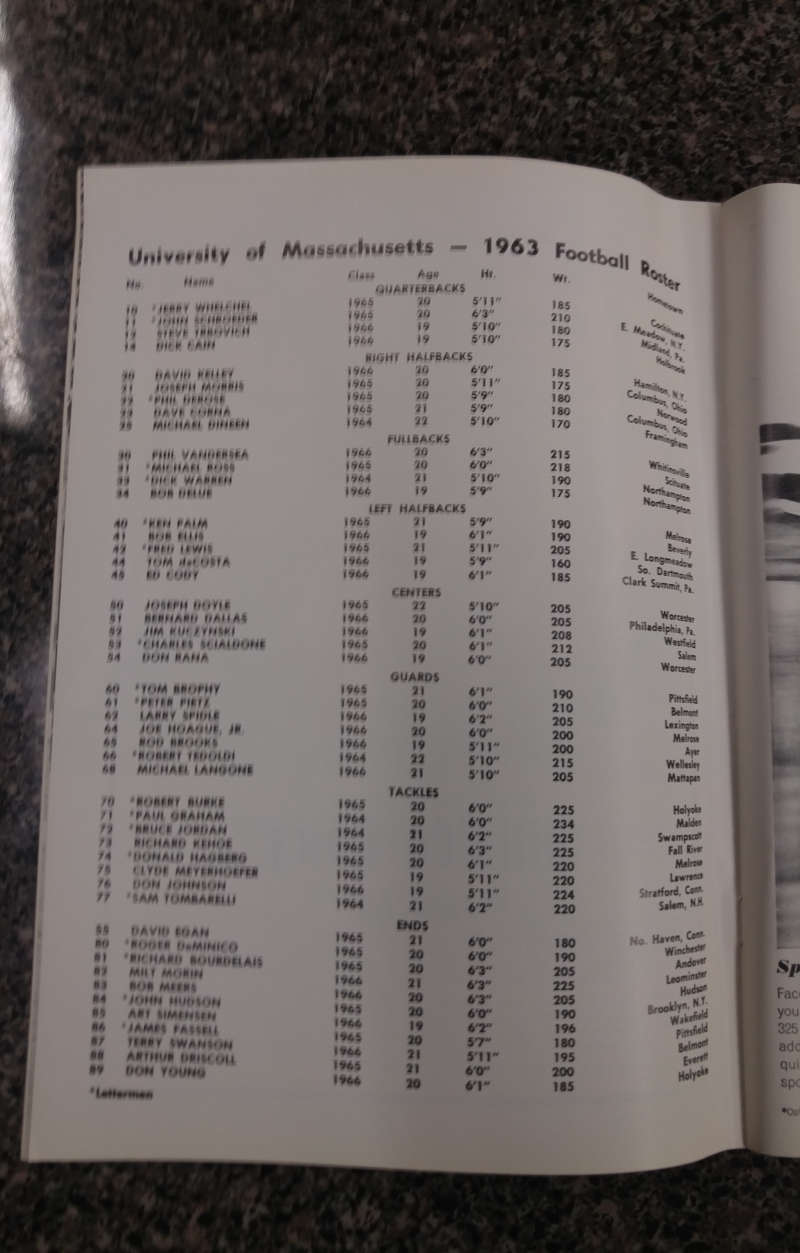 University of Massachusetts — 1963 Football Roster
No. Name Class Age Ht. Wt. Hometown
QUARTERBACKS
10 *JERRY WHELCHEL 1965 20 5'11" 185 Cochituate
11 *JOHN SCHROEDER 1965 20 6'3" 210 E. Meadow, N.Y.
12 STEVE TRBOVICH 1966 19 5'10" 180 Midland, Pa.
14 DICK CAIN 1966 19 5'10" 175 Holbrook
RIGHT HALFBACKS
20 DAVID KELLEY 1966 20 6'0" 185 Hamilton, N.Y.
21 JOSEPH MORRIS 1965 20 5'11" 175 Columbus, Ohio
22 *PHIL DEROSE 1965 20 5'9" 180 Norwood
23 DAVE CORNA 1965 21 5'9" 180 Columbus, Ohio
25 MICHAEL DINEEN 1964 22 5'10" 170 Framingham
FULLBACKS
30 PHIL VANDERSEA 1966 20 6'3" 215 Whitinsville
31 *MICHAEL ROSS 1965 20 6'0" 218 Scituate
33 *DICK WARREN 1964 21 5'10" 190 Northampton
34 BOB DELUE 1966 19 5'9" 175 Northampton
LEFT HALFBACKS
40 *KEN PALM 1965 21 5'9" 190 Melrose
41 BOB ELLIS 1966 19 6'1" 190 Beverly
42 *FRED LEWIS 1965 21 5'11" 205 E. Longmeadow
44 TOM daCOSTA 1966 19 5'9" 160 So. Dartmouth
45 ED CODY 1966 19 6'1" 185 Clark Summit, Pa.
CENTERS
50 JOSEPH DOYLE 1965 22 5'10" 205 Worcester
51 BERNARD DALLAS 1966 20 6'0" 205 Philadelphia, Pa.
52 JIM KUCZYNSKI 1966 19 6'1" 208 Westfield
53 *CHARLES SCIALDONE 1965 20 6'1" 212 Salem
54 DON HANA 1966 19 6'0" 205 Worcester
GUARDS
60 *TOM BROPHY 1965 21 6'1" 190 Pittsfield
61 *PETER PIETZ 1965 20 6'0" 210 Belmont
62 LARRY SPIDLE 1966 19 6'2" 205 Lexington
64 JOE HOAGUE, JR. 1966 20 6'0" 200 Melrose
65 ROD BROOKS 1966 19 5'11" 200 Ayer
66 *ROBERT TEDOLDI 1964 22 5'10" 215 Wellesley
68 MICHAEL LANGONE 1966 21 5'10" 205 Mattapan
TACKLES
70 *ROBERT BURKE 1965 20 6'0" 225 Holyoke
71 *PAUL GRAHAM 1964 20 6'0" 234 Malden
72 *BRUCE JORDAN 1964 21 6'2" 225 Swampscott
73 RICHARD KEHOE 1965 20 6'3" 225 Fall River
74 *DONALD HAGBERG 1965 20 6'1" 220 Melrose
75 CLYDE MEYERHOEFER 1965 19 5'11" 220 Lawrence
76 DON JOHNSON 1966 19 5'11" 224 Stratford, Conn.
77 *SAM TOMBARELLI 1964 21 6'2" 220 Salem, N.H.
ENDS
DAVID EGAN 1965 21 6'0" 180 No. Haven, Conn.
80 *ROGER DeMINICO 1965 20 6'0" 190 Winchester
81 *RICHARD BOURDELAIS 1965 20 6'3" 205 Andover
82 MILT MORIN 1966 21 6'3" 225 Leominster
83 BOB MEERS 1966 20 6'3" 205 Hudson
84 *JOHN HUDSON 1965 20 6'0" 190 Brooklyn, N.Y.
85 ART SIMENSEN 1966 19 6'2" 196 Wakefield
86 *JAMES FASSELL 1965 20 5'7" 180 Pittsfield
87 TERRY SWANSON 1966 21 5'11" 195 Belmont
88 ARTHUR DRISCOLL 1965 21 6'0" 200 Everett
89 DON YOUNG 1966 20 6'1" 185 Holyoke
*Lettermen
you
325